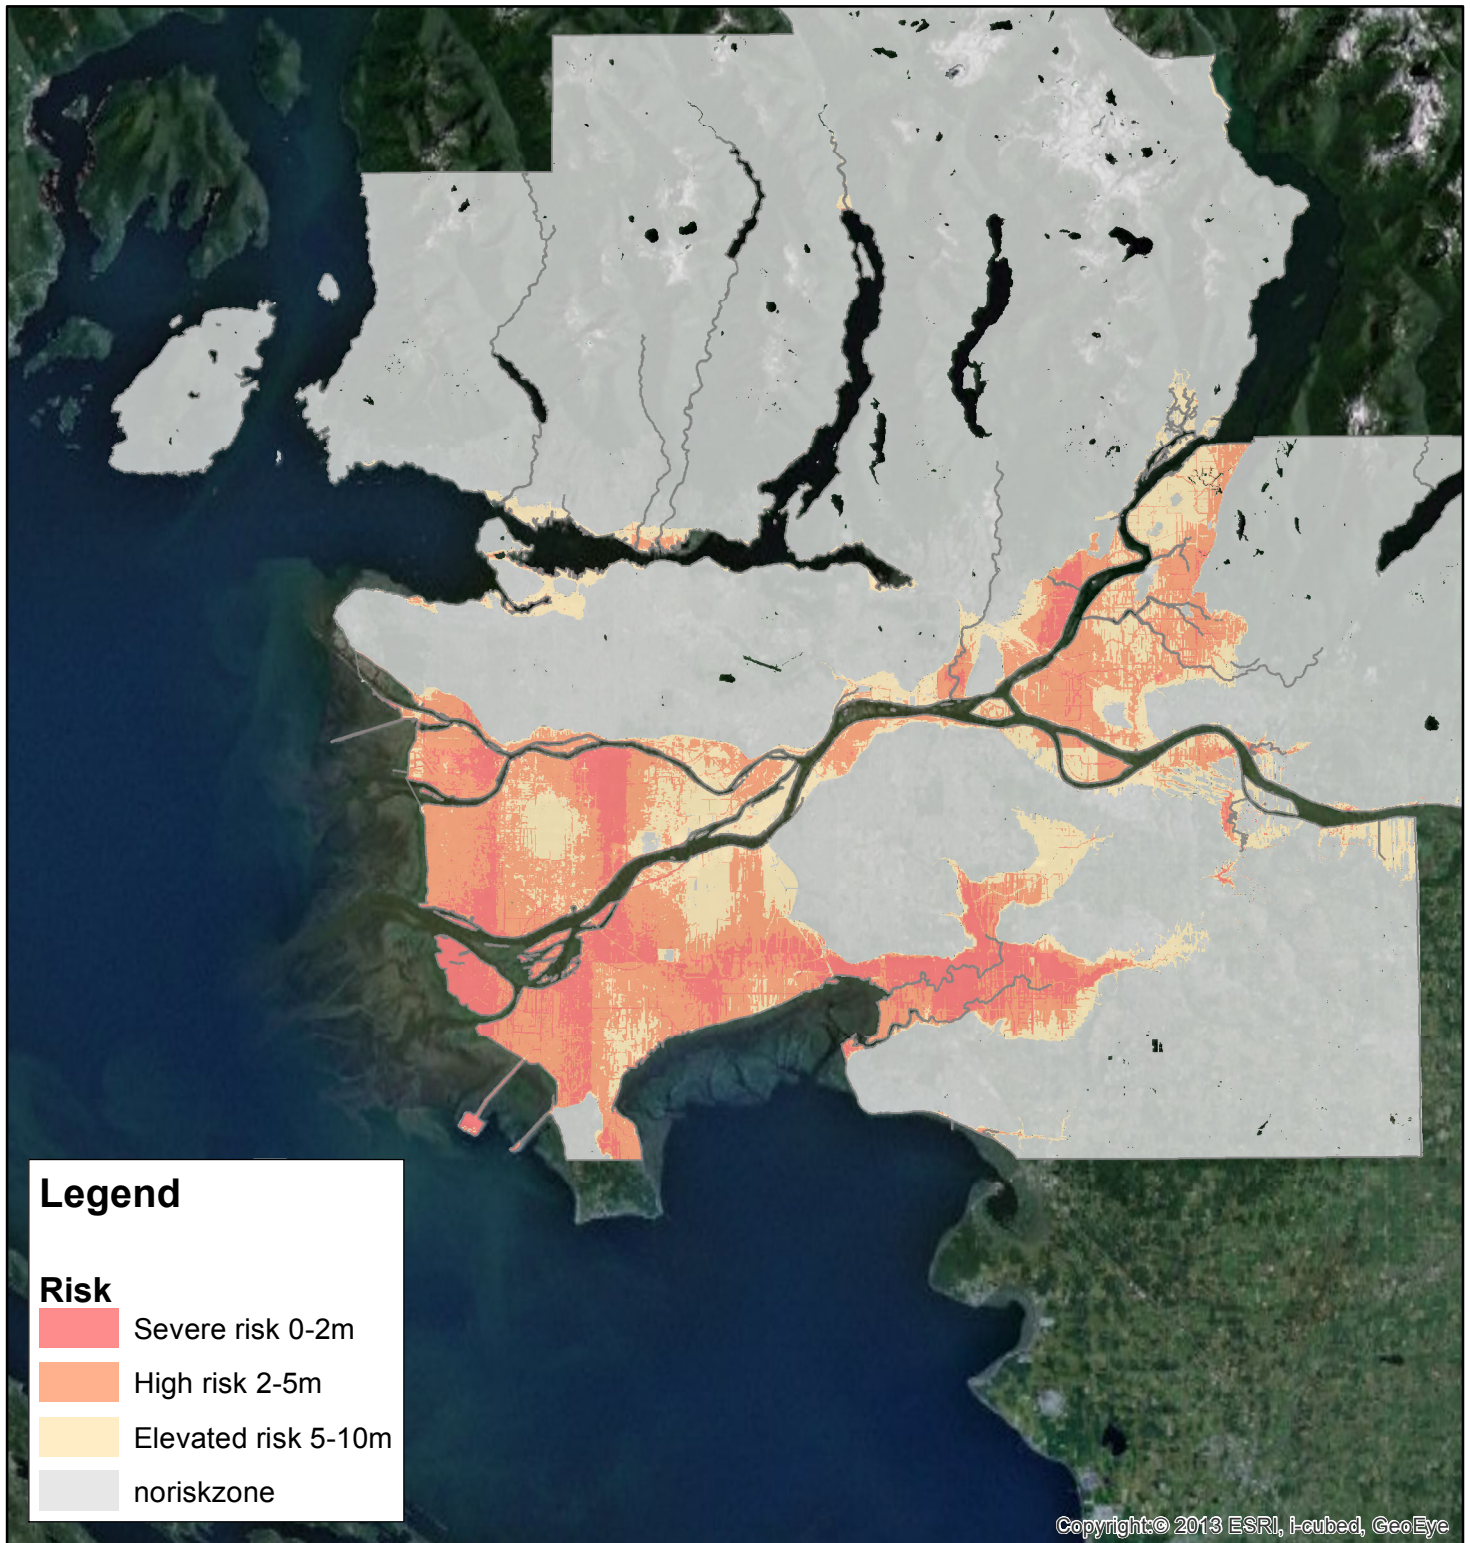 Legend
Risk
Severe risk 0-2m
High risk 2-5m
Elevated risk 5-10m
noriskzone
Copyright:© 2013 ESRI, i-cubed, GeoEye